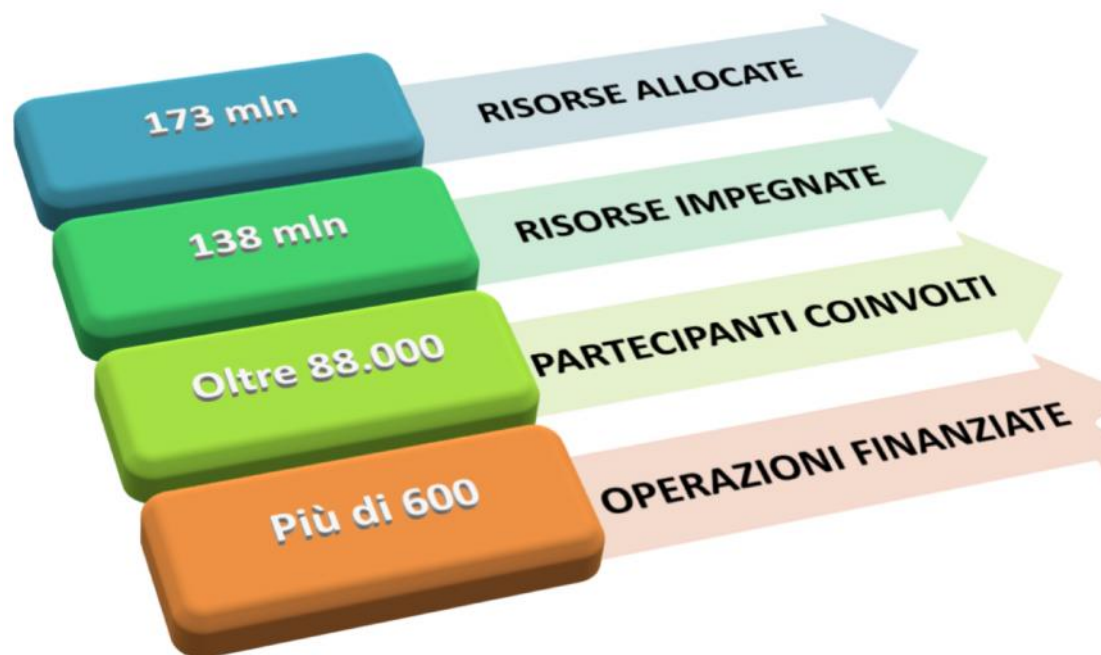 173 mln
RISORSE ALLOCATE
138 mln
RISORSE IMPEGNATE
Oltre 88.000
PARTECIPANTI COINVOLTI
Più di 600
OPERAZIONI FINANZIATE